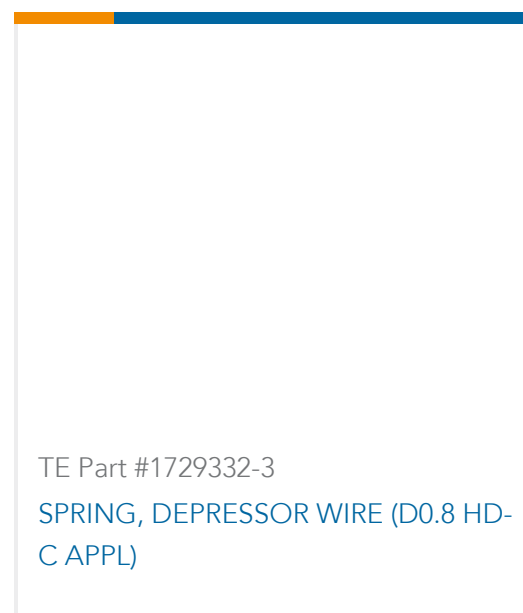 TE Part #1729332-3
SPRING, DEPRESSOR WIRE (D0.8 HD-
C APPL)